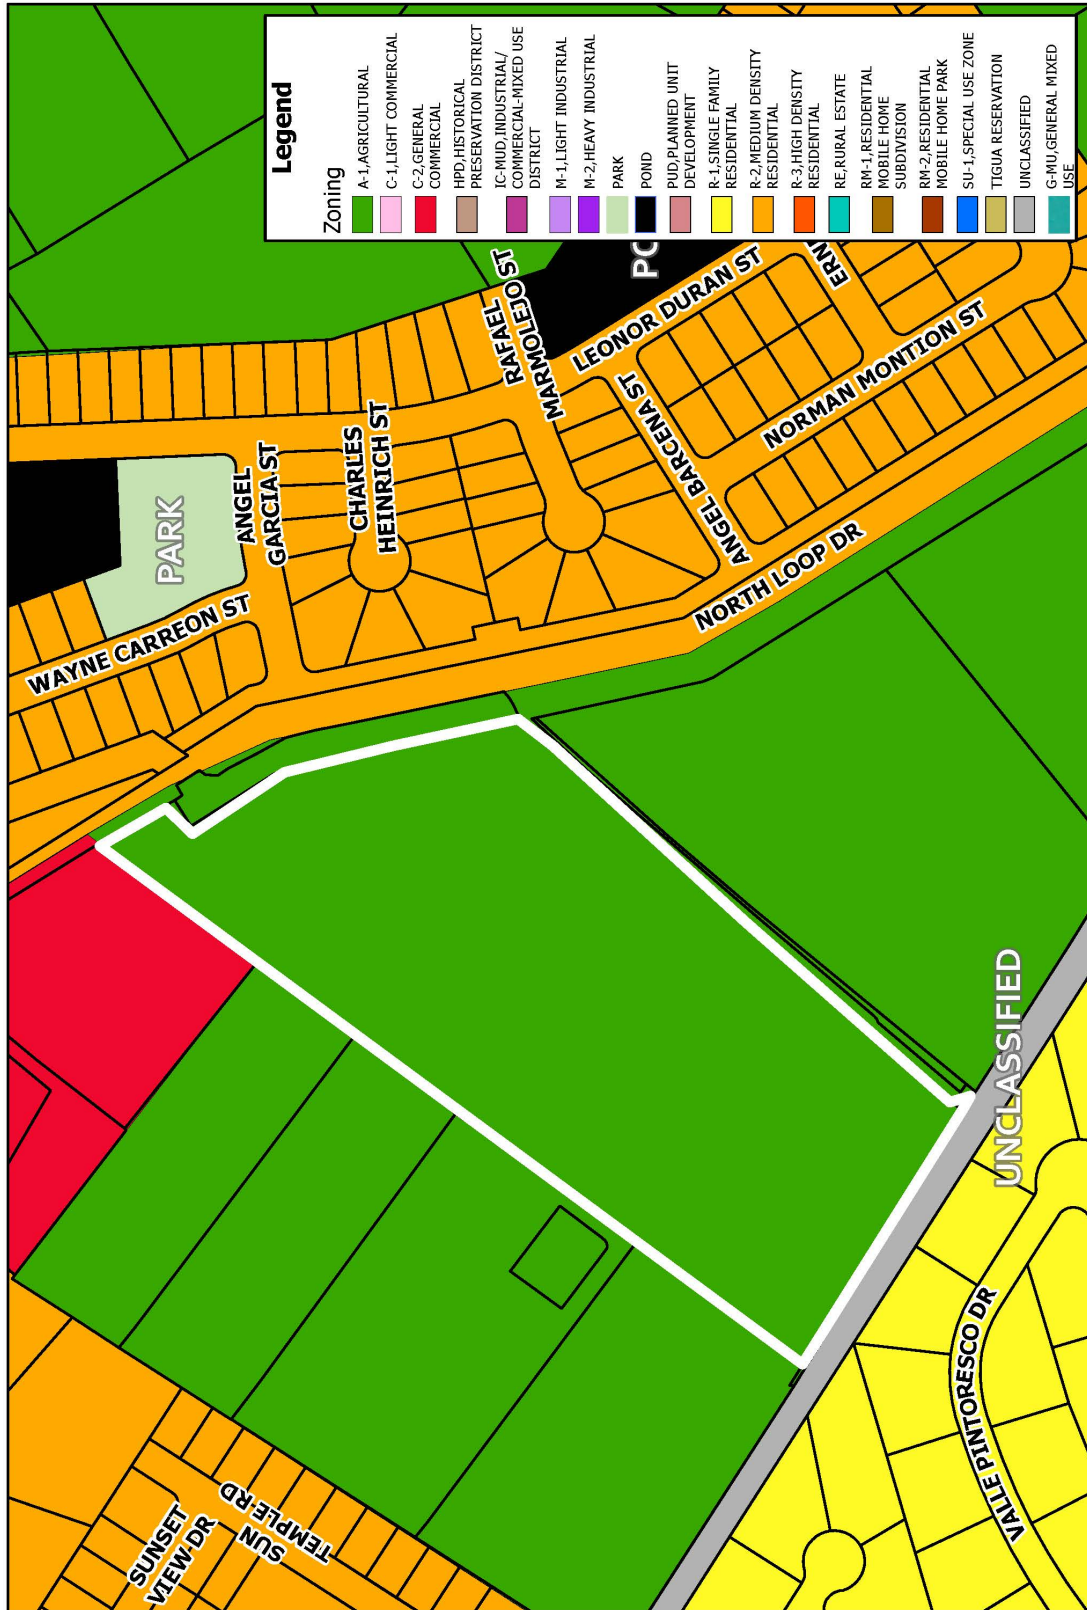 Legend
Zoning
A-1,AGRICULTURAL
C-1,LIGHT COMMERCIAL
C-2,GENERAL
COMMERCIAL
HPD,HISTORICAL
PRESERVATION DISTRICT
IC-MUD,INDUSTRIAL/
COMMERCIAL-MIXED USE
DISTRICT
M-1,LIGHT INDUSTRIAL
M-2,HEAVY INDUSTRIAL
PARK
POND
PUD,PLANNED UNIT
DEVELOPMENT
R-1,SINGLE FAMILY
RESIDENTIAL
R-2,MEDIUM DENSITY
RESIDENTIAL
R-3,HIGH DENSITY
RESIDENTIAL
RE,RURAL ESTATE
RM-1,RESIDENTIAL
MOBILE HOME
SUBDIVISION
RM-2,RESIDENTIAL
MOBILE HOME PARK
SU-1,SPECIAL USE ZONE
TIGUA RESERVATION
UNCLASSIFIED
G-MU,GENERAL MIXED
USE
PARK
WAYNE CARREON ST
ANGEL
GARCIA ST
CHARLES
HEINRICH ST
RAFAEL
MARMOLEJO ST
PO
LEONOR DURAN ST
ERN
ANGEL BARCENA ST
NORMAN MONTION ST
NORTH LOOP DR
SUNSET
VIEW DR
SUN
TEMPLE RD
UNCLASSIFIED
VALLE PINTORESCO DR